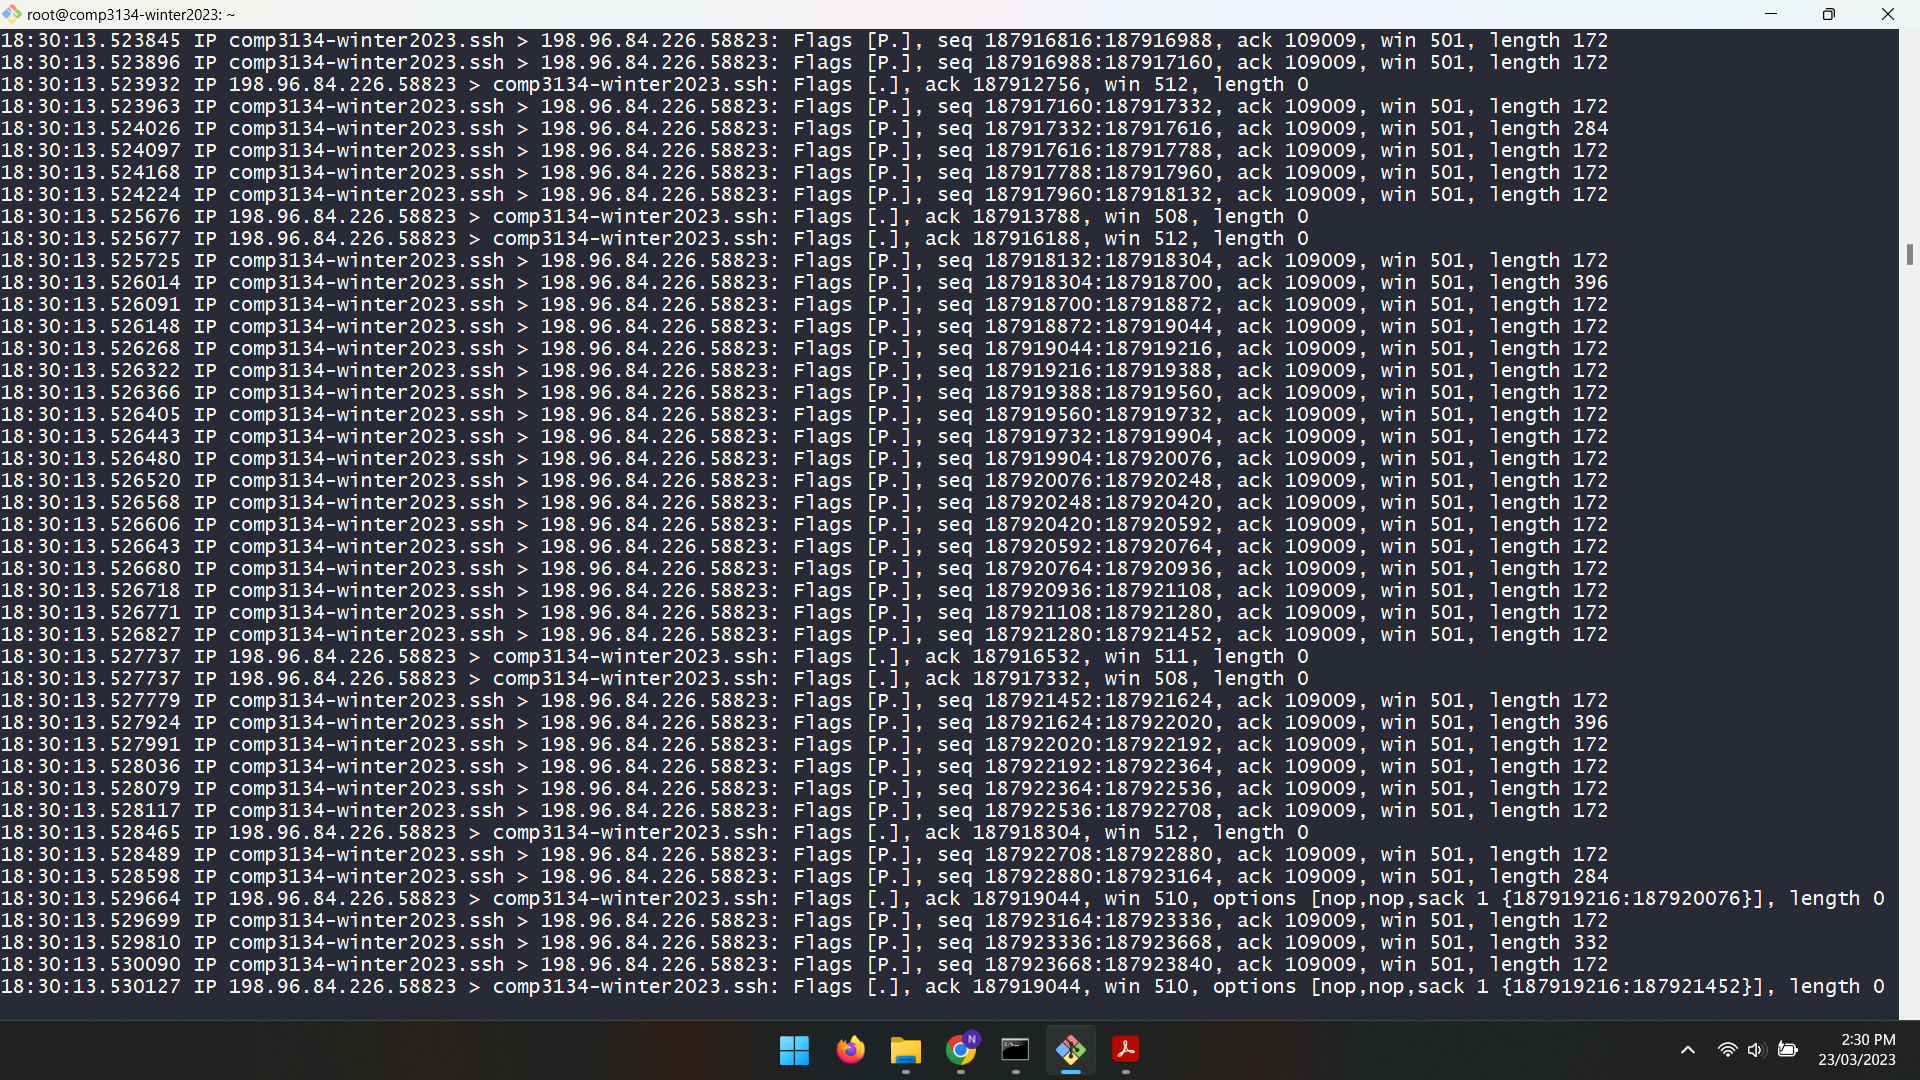 root@comp3134-winter2023: ~
18:30:13.523845 IP comp3134-winter2023.ssh > 198.96.84.226.58823: Flags [P.], seq 187916816:187916988, ack 109009, win 501, length 172
18:30:13.523896 IP comp3134-winter2023.ssh > 198.96.84.226.58823: Flags [P.], seq 187916988:187917160, ack 109009, win 501, length 172
18:30:13.523932 IP 198.96.84.226.58823 > comp3134-winter2023.ssh: Flags [.], ack 187912756, win 512, length 0
18:30:13.523963 IP comp3134-winter2023.ssh > 198.96.84.226.58823: Flags [P.], seq 187917160:187917332, ack 109009, win 501, length 172
18:30:13.524026 IP comp3134-winter2023.ssh > 198.96.84.226.58823: Flags [P.], seq 187917332:187917616, ack 109009, win 501, length 284
18:30:13.524097 IP comp3134-winter2023.ssh > 198.96.84.226.58823: Flags [P.], seq 187917616:187917788, ack 109009, win 501, length 172
18:30:13.524168 IP comp3134-winter2023.ssh > 198.96.84.226.58823: Flags [P.], seq 187917788:187917960, ack 109009, win 501, length 172
18:30:13.524224 IP comp3134-winter2023.ssh > 198.96.84.226.58823: Flags [P.], seq 187917960:187918132, ack 109009, win 501, length 172
18:30:13.525676 IP 198.96.84.226.58823 > comp3134-winter2023.ssh: Flags [.], ack 187913788, win 508, length 0
18:30:13.525677 IP 198.96.84.226.58823 > comp3134-winter2023.ssh: Flags [.], ack 187916188, win 512, length 0
18:30:13.525725 IP comp3134-winter2023.ssh > 198.96.84.226.58823: Flags [P.], seq 187918132:187918304, ack 109009, win 501, length 172
18:30:13.526014 IP comp3134-winter2023.ssh > 198.96.84.226.58823: Flags [P.], seq 187918304:187918700, ack 109009, win 501, length 396
18:30:13.526091 IP comp3134-winter2023.ssh > 198.96.84.226.58823: Flags [P.], seq 187918700:187918872, ack 109009, win 501, length 172
18:30:13.526148 IP comp3134-winter2023.ssh > 198.96.84.226.58823: Flags [P.], seq 187918872:187919044, ack 109009, win 501, length 172
18:30:13.526268 IP comp3134-winter2023.ssh > 198.96.84.226.58823: Flags [P.], seq 187919044:187919216, ack 109009, win 501, length 172
18:30:13.526322 IP comp3134-winter2023.ssh > 198.96.84.226.58823: Flags [P.], seq 187919216:187919388, ack 109009, win 501, length 172
18:30:13.526366 IP comp3134-winter2023.ssh > 198.96.84.226.58823: Flags [P.], seq 187919388:187919560, ack 109009, win 501, length 172
18:30:13.526405 IP comp3134-winter2023.ssh > 198.96.84.226.58823: Flags [P.], seq 187919560:187919732, ack 109009, win 501, length 172
18:30:13.526443 IP comp3134-winter2023.ssh > 198.96.84.226.58823: Flags [P.], seq 187919732:187919904, ack 109009, win 501, length 172
18:30:13.526480 IP comp3134-winter2023.ssh > 198.96.84.226.58823: Flags [P.], seq 187919904:187920076, ack 109009, win 501, length 172
18:30:13.526520 IP comp3134-winter2023.ssh > 198.96.84.226.58823: Flags [P.], seq 187920076:187920248, ack 109009, win 501, length 172
18:30:13.526568 IP comp3134-winter2023.ssh > 198.96.84.226.58823: Flags [P.], seq 187920248:187920420, ack 109009, win 501, length 172
18:30:13.526606 IP comp3134-winter2023.ssh > 198.96.84.226.58823: Flags [P.], seq 187920420:187920592, ack 109009, win 501, length 172
18:30:13.526643 IP comp3134-winter2023.ssh > 198.96.84.226.58823: Flags [P.], seq 187920592:187920764, ack 109009, win 501, length 172
18:30:13.526680 IP comp3134-winter2023.ssh > 198.96.84.226.58823: Flags [P.], seq 187920764:187920936, ack 109009, win 501, length 172
18:30:13.526718 IP comp3134-winter2023.ssh > 198.96.84.226.58823: Flags [P.], seq 187920936:187921108, ack 109009, win 501, length 172
18:30:13.526771 IP comp3134-winter2023.ssh > 198.96.84.226.58823: Flags [P.], seq 187921108:187921280, ack 109009, win 501, length 172
18:30:13.526827 IP comp3134-winter2023.ssh > 198.96.84.226.58823: Flags [P.], seq 187921280:187921452, ack 109009, win 501, length 172
18:30:13.527737 IP 198.96.84.226.58823 > comp3134-winter2023.ssh: Flags [.], ack 187916532, win 511, length 0
18:30:13.527737 IP 198.96.84.226.58823 > comp3134-winter2023.ssh: Flags [.], ack 187917332, win 508, length 0
18:30:13.527779 IP comp3134-winter2023.ssh > 198.96.84.226.58823: Flags [P.], seq 187921452:187921624, ack 109009, win 501, length 172
18:30:13.527924 IP comp3134-winter2023.ssh > 198.96.84.226.58823: Flags [P.], seq 187921624:187922020, ack 109009, win 501, length 396
18:30:13.527991 IP comp3134-winter2023.ssh > 198.96.84.226.58823: Flags [P.], seq 187922020:187922192, ack 109009, win 501, length 172
18:30:13.528036 IP comp3134-winter2023.ssh > 198.96.84.226.58823: Flags [P.], seq 187922192:187922364, ack 109009, win 501, length 172
18:30:13.528079 IP comp3134-winter2023.ssh > 198.96.84.226.58823: Flags [P.], seq 187922364:187922536, ack 109009, win 501, length 172
18:30:13.528117 IP comp3134-winter2023.ssh > 198.96.84.226.58823: Flags [P.], seq 187922536:187922708, ack 109009, win 501, length 172
18:30:13.528465 IP 198.96.84.226.58823 > comp3134-winter2023.ssh: Flags [.], ack 187918304, win 512, length 0
18:30:13.528489 IP comp3134-winter2023.ssh > 198.96.84.226.58823: Flags [P.], seq 187922708:187922880, ack 109009, win 501, length 172
18:30:13.528598 IP comp3134-winter2023.ssh > 198.96.84.226.58823: Flags [P.], seq 187922880:187923164, ack 109009, win 501, length 284
18:30:13.529664 IP 198.96.84.226.58823 > comp3134-winter2023.ssh: Flags [.], ack 187919044, win 510, options [nop,nop,sack 1 {187919216:187920076}], length 0
18:30:13.529699 IP comp3134-winter2023.ssh > 198.96.84.226.58823: Flags [P.], seq 187923164:187923336, ack 109009, win 501, length 172
18:30:13.529810 IP comp3134-winter2023.ssh > 198.96.84.226.58823: Flags [P.], seq 187923336:187923668, ack 109009, win 501, length 332
18:30:13.530090 IP comp3134-winter2023.ssh > 198.96.84.226.58823: Flags [P.], seq 187923668:187923840, ack 109009, win 501, length 172
18:30:13.530127 IP 198.96.84.226.58823 > comp3134-winter2023.ssh: Flags [.], ack 187919044, win 510, options [nop,nop,sack 1 {187919216:187921452}], length 0
N
2:30 PM
23/03/2023